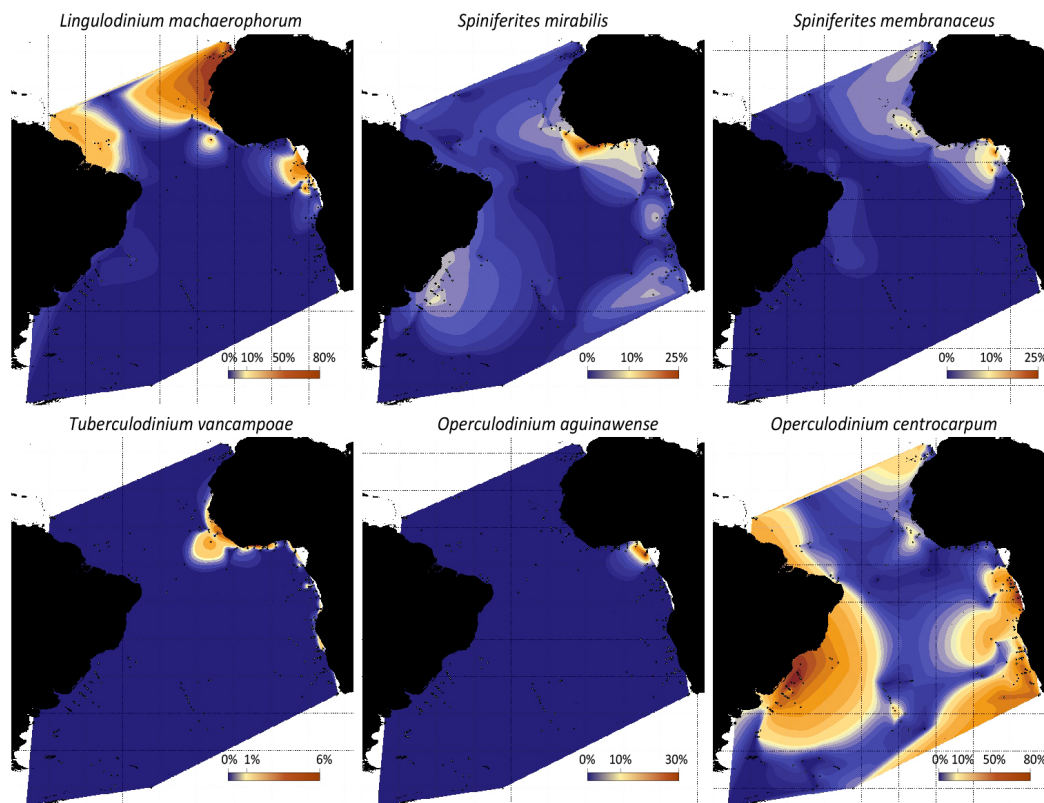 Lingulodinium machaerophorum
Spiniferites mirabilis
Spiniferites membranaceus
0% 10% 50% 80%
0% 10% 25%
0% 10% 25%
Tuberculodinium vancampoae
Operculodinium aguinawense
Operculodinium centrocarpum
0% 1% 6%
0% 10% 30%
0% 10% 50% 80%